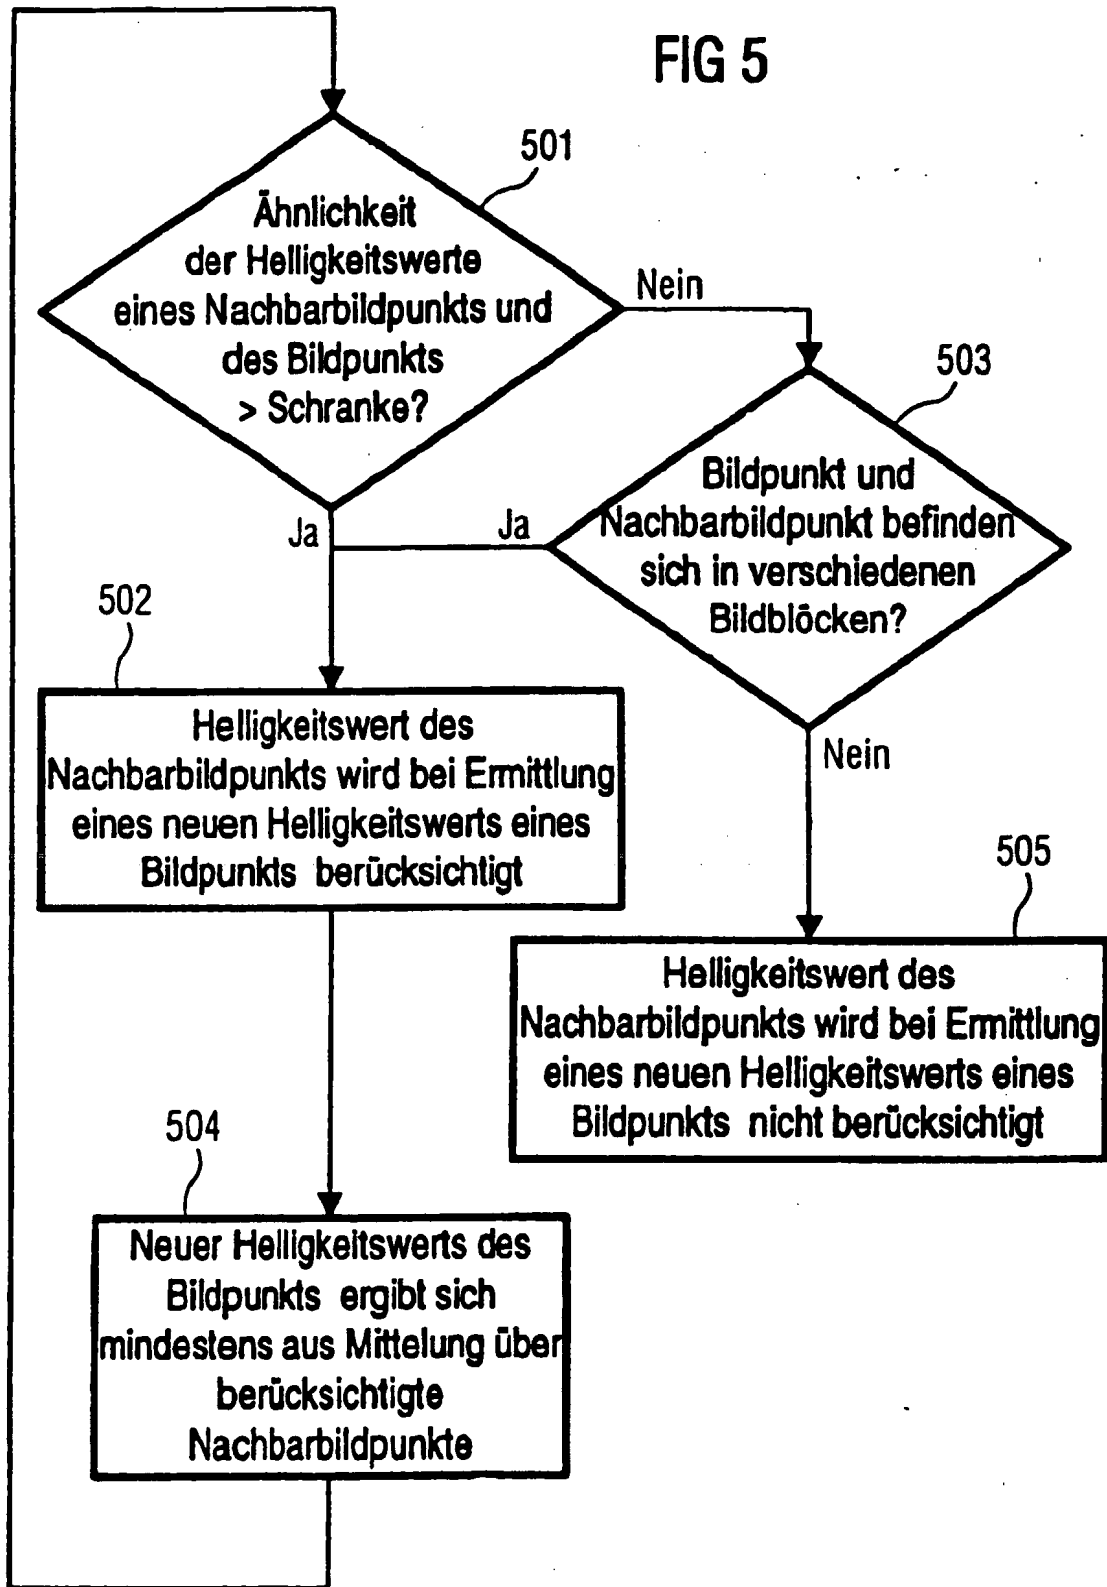 FIG 5
501
Ähnlichkeit
der Helligkeitswerte
eines Nachbarbildpunkts und
des Bildpunkts
> Schranke?
Nein
Ja
503
Bildpunkt und
Nachbarbildpunkt befinden
sich in verschiedenen
Bildblöcken?
Ja
Nein
502
Helligkeitswert des
Nachbarbildpunkts wird bei Ermittlung
eines neuen Helligkeitswerts eines
Bildpunkts berücksichtigt
505
Helligkeitswert des
Nachbarbildpunkts wird bei Ermittlung
eines neuen Helligkeitswerts eines
Bildpunkts nicht berücksichtigt
504
Neuer Helligkeitswerts des
Bildpunkts ergibt sich
mindestens aus Mittelung über
berücksichtigte
Nachbarbildpunkte